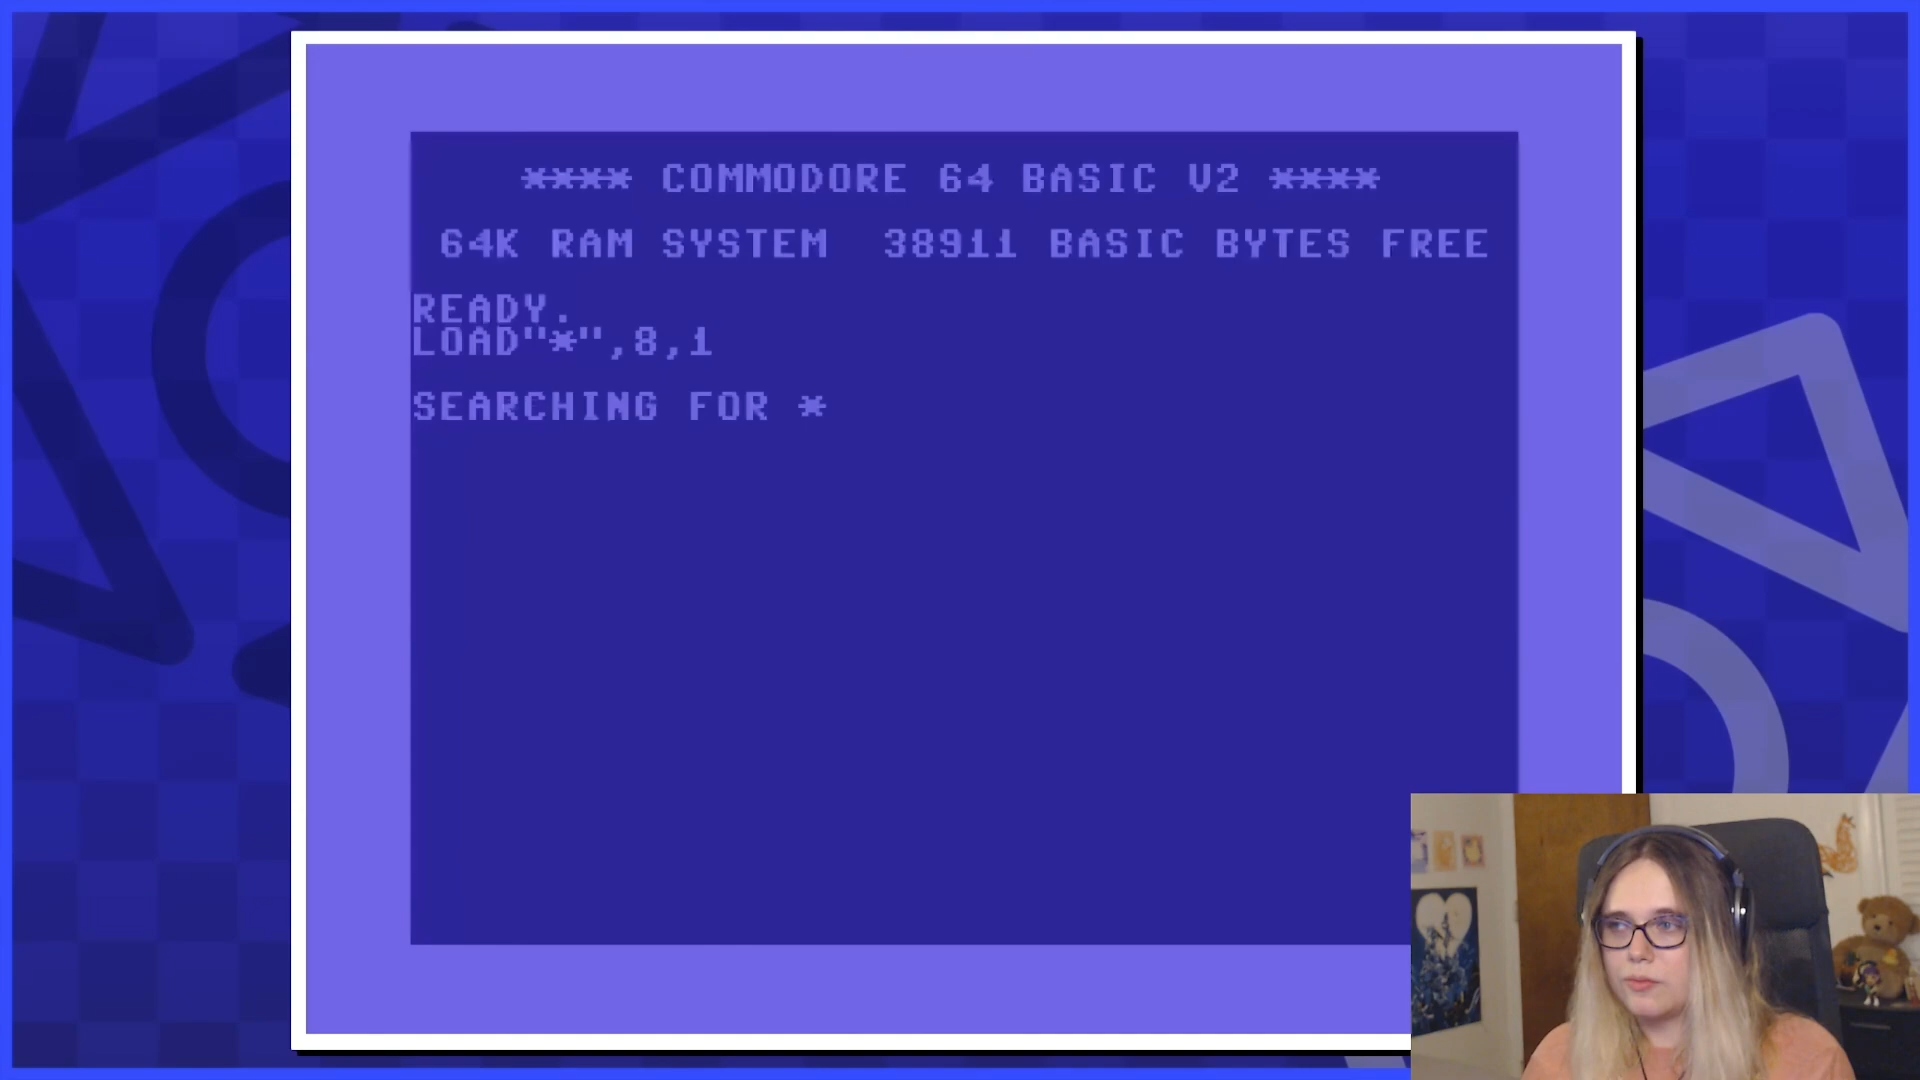 **** COMMODORE 64 BASIC V2 ****
64K RAM SYSTEM  38911 BASIC BYTES FREE
READY.
LOAD"*",8,1
SEARCHING FOR *